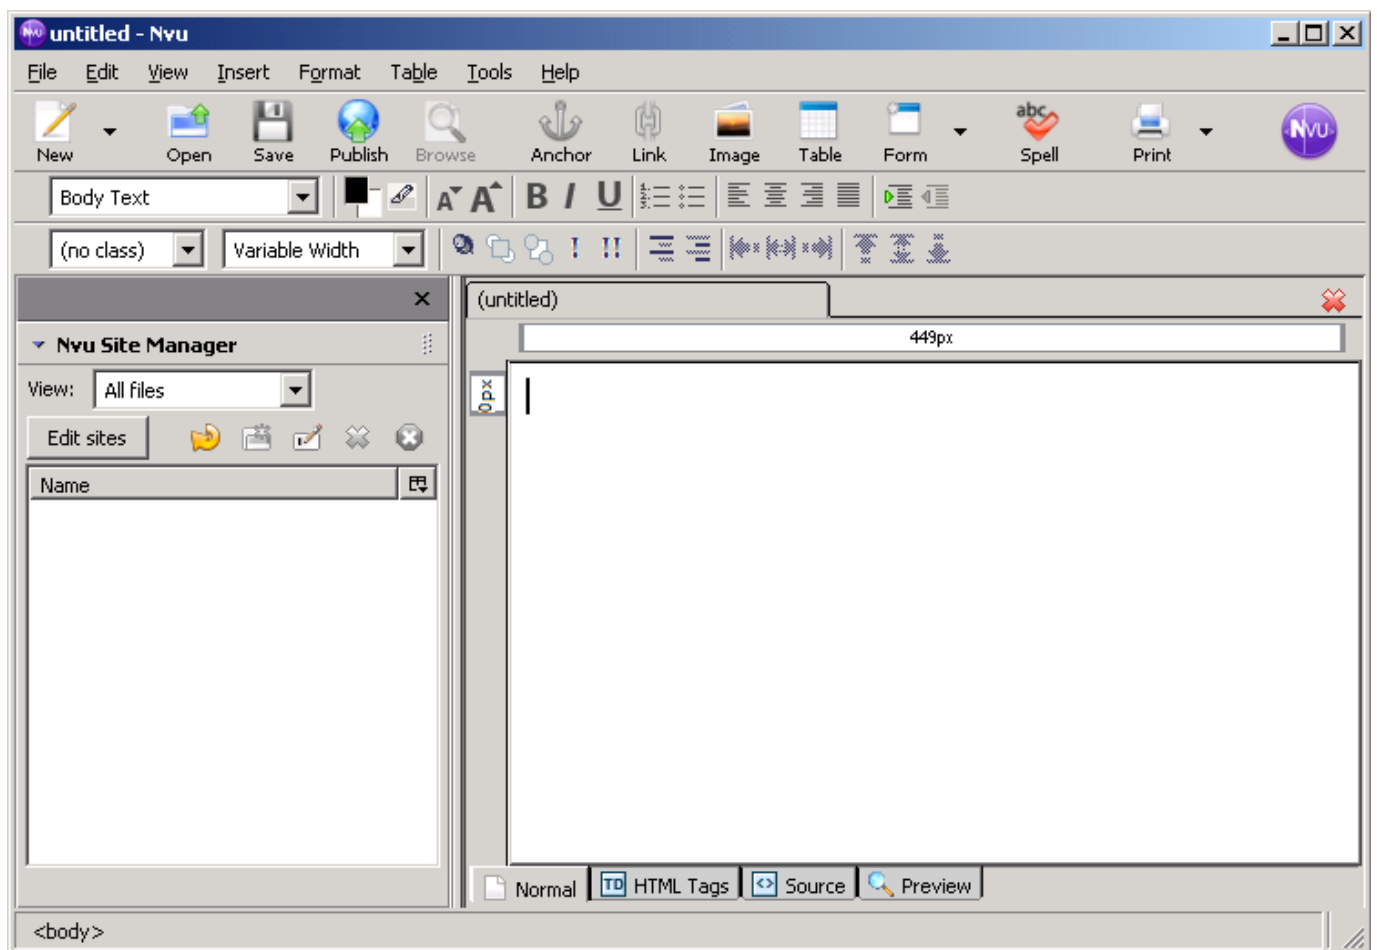 untitled - Nvu
File Edit View Insert Format Table Tools Help
New Open Save Publish Browse Anchor Link Image Table Form abc Spell Print NVU
Body Text A A B I U
(no class) Variable Width ! !!
(untitled)
449px
Nvu Site Manager
View: All files
0px
Edit sites
Name
Normal TD HTML Tags Source Preview
<body>